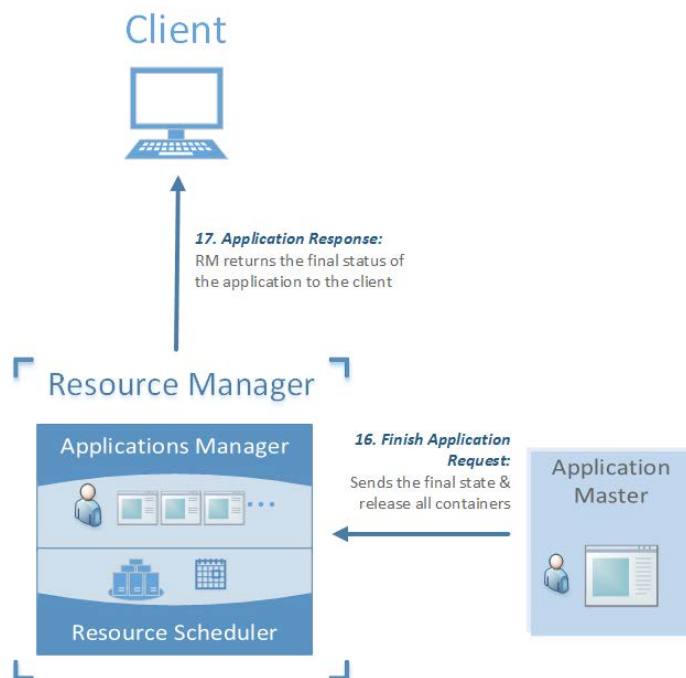 Client
17. Application Response:
RM returns the final status of
the application to the client
Resource Manager
Applications Manager
Resource Scheduler
16. Finish Application
Request:
Sends the final state &
release all containers
Application
Master